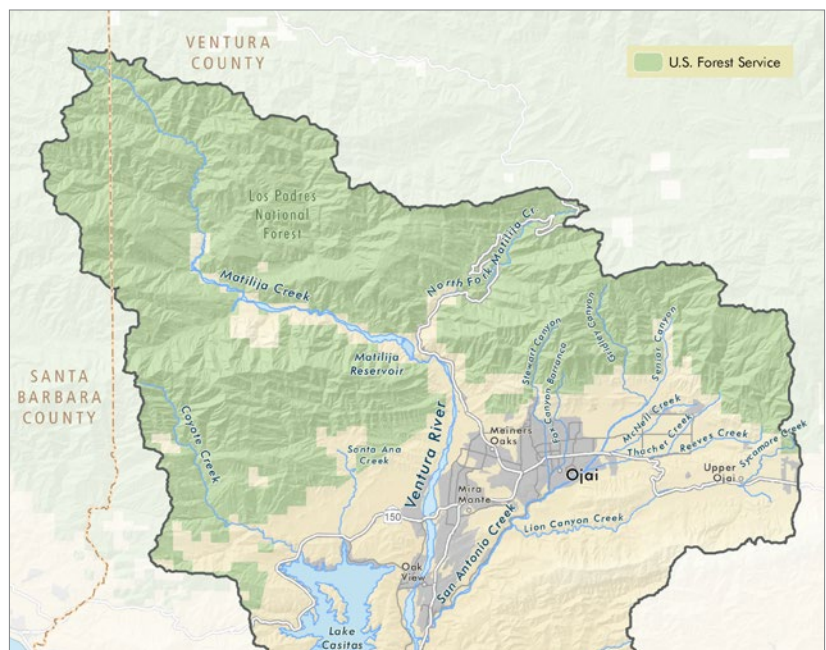 VENTURA
COUNTY
U.S. Forest Service
Los Padres
National
Forest
North Fork Matilija Cr
Matilija Creek
Matilija
Reservoir
SANTA
BARBARA
COUNTY
Stewart Canyon
Fox Canyon Barranca
Gridley Canyon
Senior Canyon
Coyote Creek
Santa Ana
Creek
Ventura River
Meiners
Oaks
McNell Creek
Thacher Creek
Reeves Creek
Sycamore Creek
Upper
Ojai
Ojai
Mira
Monte
150
Lion Canyon Creek
San Antonio Creek
Oak
View
Lake
Casitas